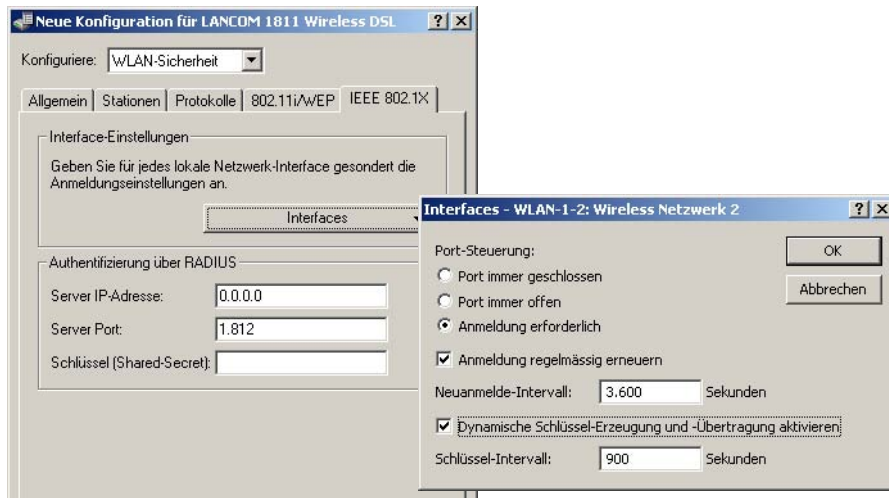 Neue Konfiguration für LANCOM 1811 Wireless DSL
Konfiguriere: WLAN-Sicherheit
Allgemein Stationen Protokolle 802.11i/WEP IEEE 802.1X
Interface-Einstellungen
Geben Sie für jedes lokale Netzwerk-Interface gesondert die
Anmeldungseinstellungen an.
Interfaces
Authentifizierung über RADIUS
Server IP-Adresse: 0.0.0.0
Server Port: 1.812
Schlüssel (Shared-Secret):
Interfaces - WLAN-1-2: Wireless Netzwerk 2
Port-Steuerung:
Port immer geschlossen
Port immer offen
Anmeldung erforderlich
Anmeldung regelmässig erneuern
Neuanmelde-Intervall: 3.600 Sekunden
Dynamische Schlüssel-Erzeugung und -Übertragung aktivieren
Schlüssel-Intervall: 900 Sekunden
OK
Abbrechen